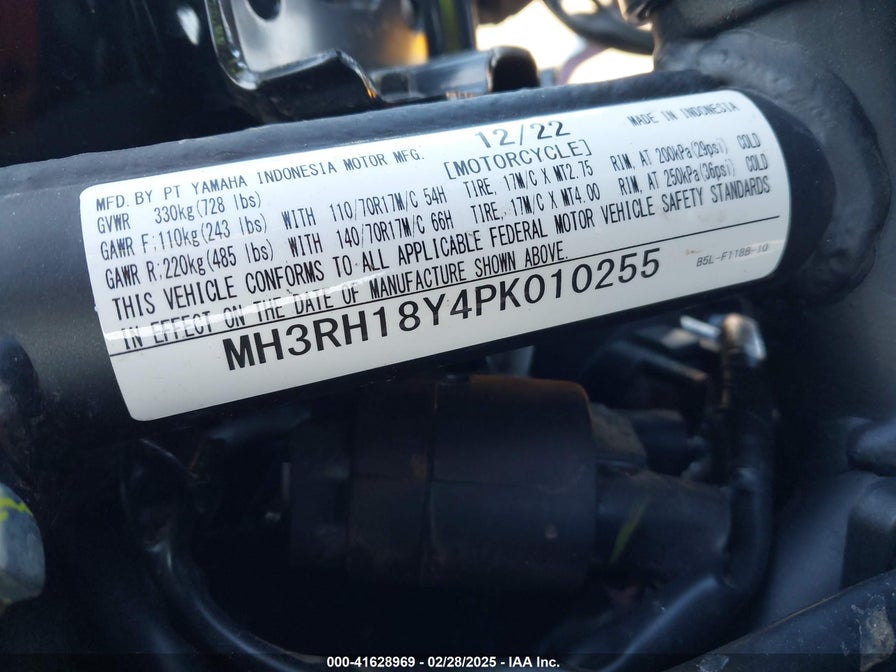 12/22
MADE IN INDONESIA
MFD. BY PT YAMAHA INDONESIA MOTOR MFG.
[MOTORCYCLE]
GVWR 330kg(728 lbs)
GAWR F:110kg(243 lbs) WITH 110/70R17M/C 54H TIRE, 17M/C X MT2.75 RIM, AT 200kPa(29psi) COLD
GAWR R:220kg(485 lbs) WITH 140/70R17M/C 66H TIRE, 17M/C X MT4.00 RIM, AT 250kPa(36psi) COLD
THIS VEHICLE CONFORMS TO ALL APPLICABLE FEDERAL MOTOR VEHICLE SAFETY STANDARDS
IN EFFECT ON THE DATE OF MANUFACTURE SHOWN ABOVE.
B5L-F118B-10
MH3RH18Y4PK010255
000-41628969 | 02/28/2025 - IAA Inc.